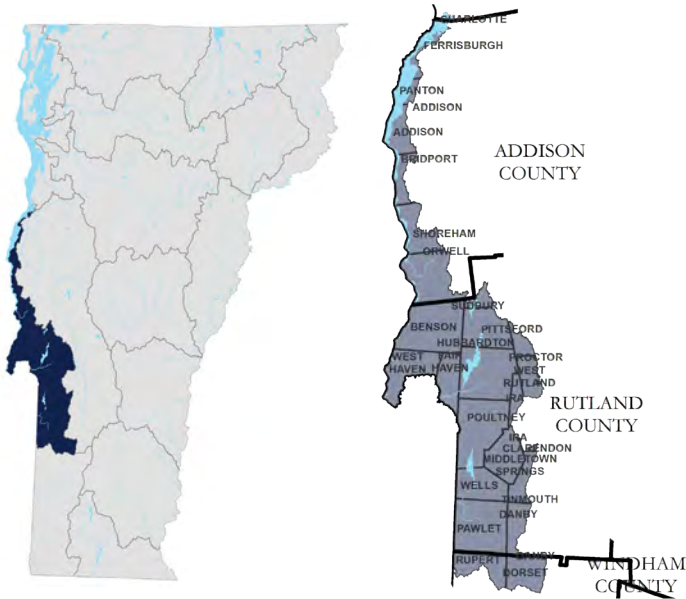 CHARLOTTE
FERRISBURGH
PANTON
ADDISON
ADDISON
BRIDPORT
ADDISON
COUNTY
SHOREHAM
ORWELL
SUDBURY
BENSON
PITTSFORD
HUBBARDTON
WEST
HAVEN
FAIR
HAVEN
PROCTOR
WEST
RUTLAND
IRA
RUTLAND
COUNTY
POULTNEY
IRA
CLARENDON
MIDDLETOWN
SPRINGS
WELLS
TINMOUTH
DANBY
PAWLET
RUPERT
DANBY
DORSET
WINDHAM
COUNTY